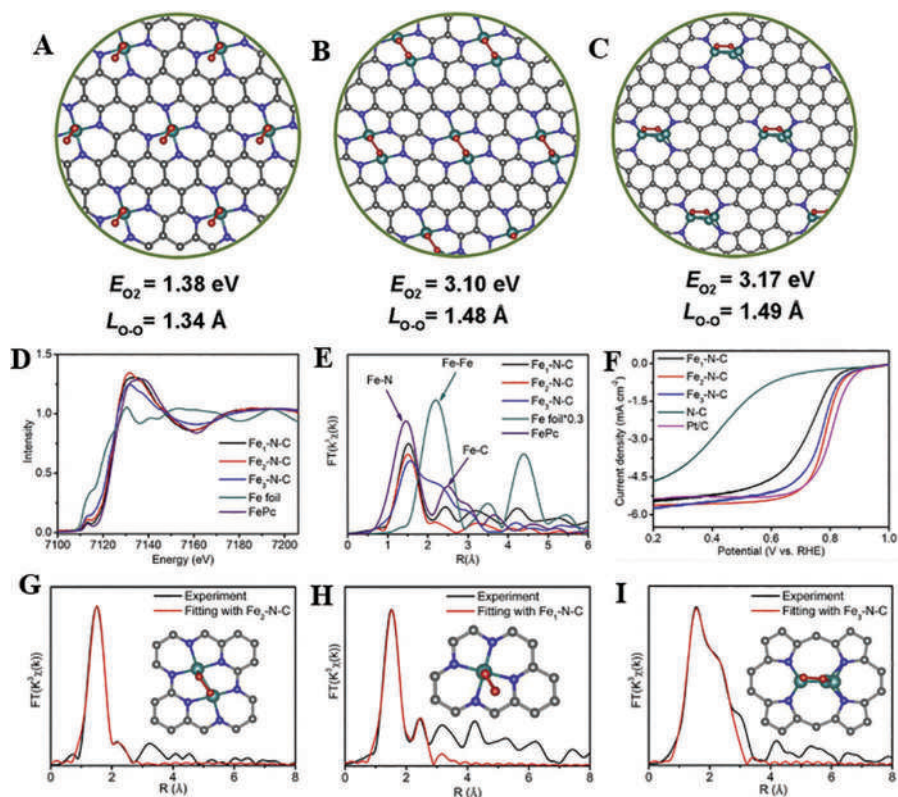 A
B
C
E_O2 = 1.38 eV
L_O-O = 1.34 Å
E_O2 = 3.10 eV
L_O-O = 1.48 Å
E_O2 = 3.17 eV
L_O-O = 1.49 Å
D
Intensity
1.5
1.0
0.5
0.0
Fe₁-N-C
Fe₂-N-C
Fe₃-N-C
Fe foil
FePc
7100 7120 7140 7160 7180 7200
Energy (eV)
E
FT(K³χ(k)
Fe-N
Fe-Fe
Fe-C
Fe₁-N-C
Fe₂-N-C
Fe₃-N-C
Fe foil*0.3
FePc
0 1 2 3 4 5 6
R(Å)
F
Current density (mA cm⁻²)
0.0
-1.5
-3.0
-4.5
-6.0
Fe₁-N-C
Fe₂-N-C
Fe₃-N-C
N-C
Pt/C
0.2 0.4 0.6 0.8 1.0
Potential (V vs. RHE)
G
FT(K³χ(k)
Experiment
Fitting with Fe₂-N-C
0 2 4 6 8
R (Å)
H
FT(K³χ(k)
Experiment
Fitting with Fe₁-N-C
0 2 4 6 8
R (Å)
I
FT(K³χ(k)
Experiment
Fitting with Fe₃-N-C
0 2 4 6 8
R (Å)